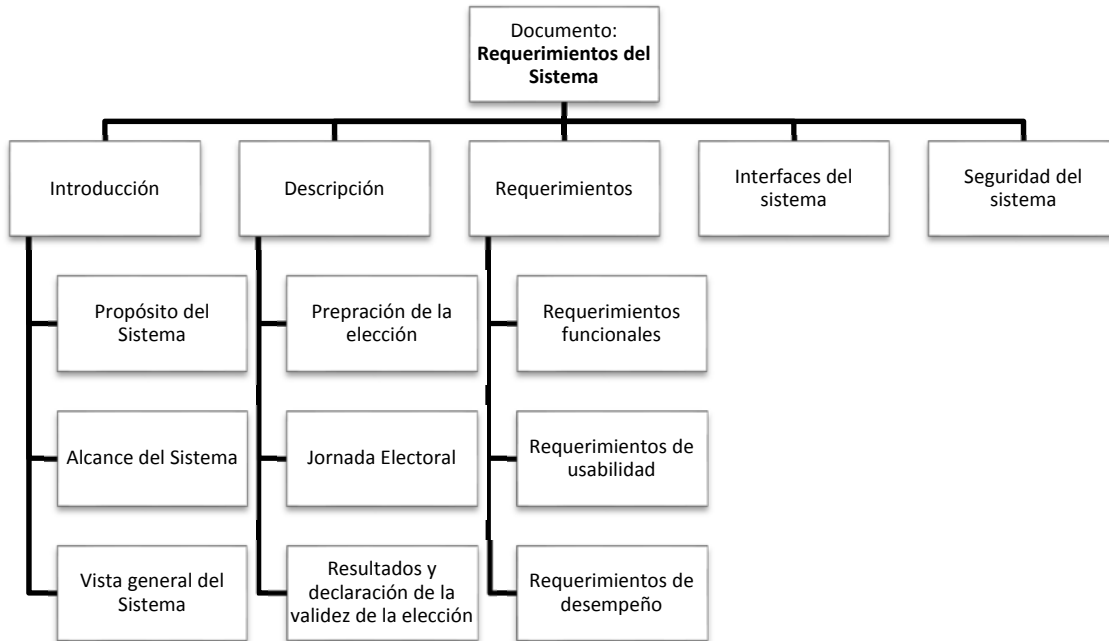 Documento:
Requerimientos del
Sistema
Introducción
Descripción
Requerimientos
Interfaces del
sistema
Seguridad del
sistema
Propósito del
Sistema
Prepración de la
elección
Requerimientos
funcionales
Alcance del Sistema
Jornada Electoral
Requerimientos de
usabilidad
Vista general del
Sistema
Resultados y
declaración de la
validez de la elección
Requerimientos de
desempeño